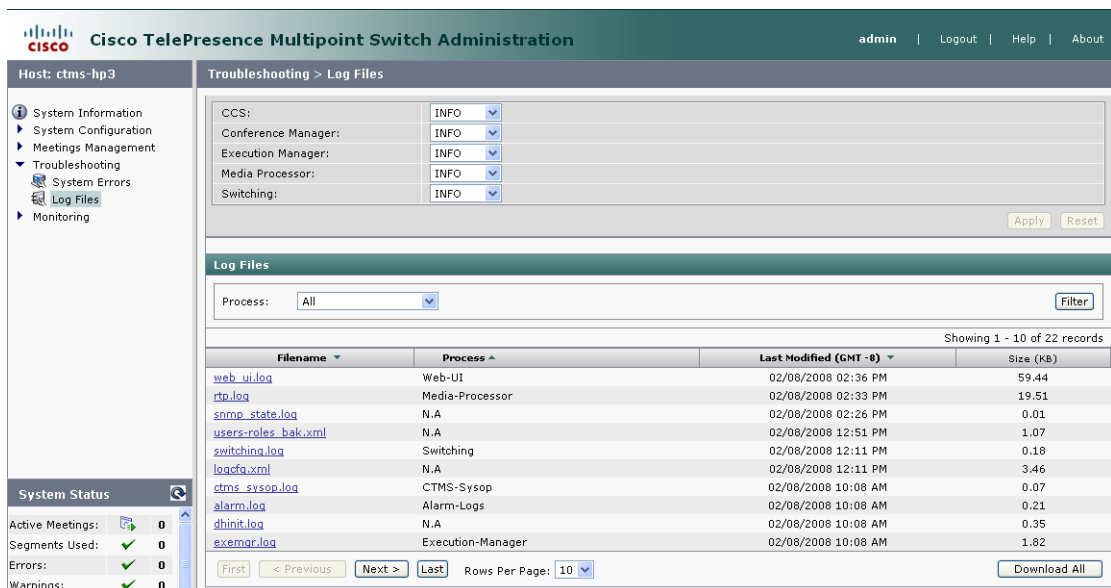 CISCO
Cisco TelePresence Multipoint Switch Administration
admin | Logout | Help | About
Host: ctms-hp3
Troubleshooting > Log Files
System Information
System Configuration
Meetings Management
Troubleshooting
System Errors
Log Files
Monitoring
CCS: INFO
Conference Manager: INFO
Execution Manager: INFO
Media Processor: INFO
Switching: INFO
Apply Reset
Log Files
Process: All Filter
Showing 1 - 10 of 22 records
Filename Process Last Modified (GMT -8) Size (KB)
web_ui.log Web-UI 02/08/2008 02:36 PM 59.44
rtp.log Media-Processor 02/08/2008 02:33 PM 19.51
snmp_state.log N.A 02/08/2008 02:26 PM 0.01
users-roles_bak.xml N.A 02/08/2008 12:51 PM 1.07
switching.log Switching 02/08/2008 12:11 PM 0.18
logcfg.xml N.A 02/08/2008 12:11 PM 3.46
ctms_sysop.log CTMS-Sysop 02/08/2008 10:08 AM 0.07
alarm.log Alarm-Logs 02/08/2008 10:08 AM 0.21
dhinit.log N.A 02/08/2008 10:08 AM 0.35
exemgr.log Execution-Manager 02/08/2008 10:08 AM 1.82
First < Previous Next > Last Rows Per Page: 10 Download All
System Status
Active Meetings: 0
Segments Used: 0
Errors: 0
Warnings: 0